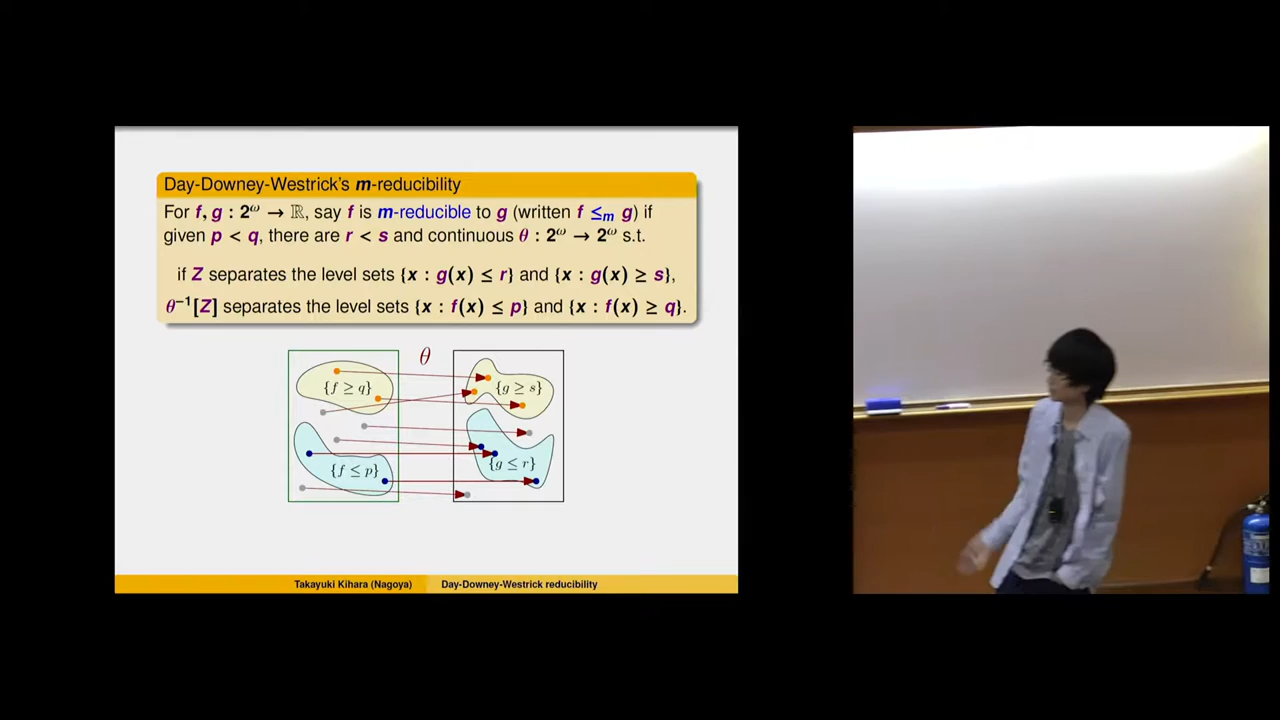 Day-Downey-Westrick's m-reducibility
For f, g : 2^ω → ℝ, say f is m-reducible to g (written f ≤ₘ g) if
given p < q, there are r < s and continuous θ : 2^ω → 2^ω s.t.
if Z separates the level sets {x : g(x) ≤ r} and {x : g(x) ≥ s},
θ⁻¹[Z] separates the level sets {x : f(x) ≤ p} and {x : f(x) ≥ q}.
θ
{f ≥ q}
{g ≥ s}
{f ≤ p}
{g ≤ r}
Takayuki Kihara (Nagoya)
Day-Downey-Westrick reducibility